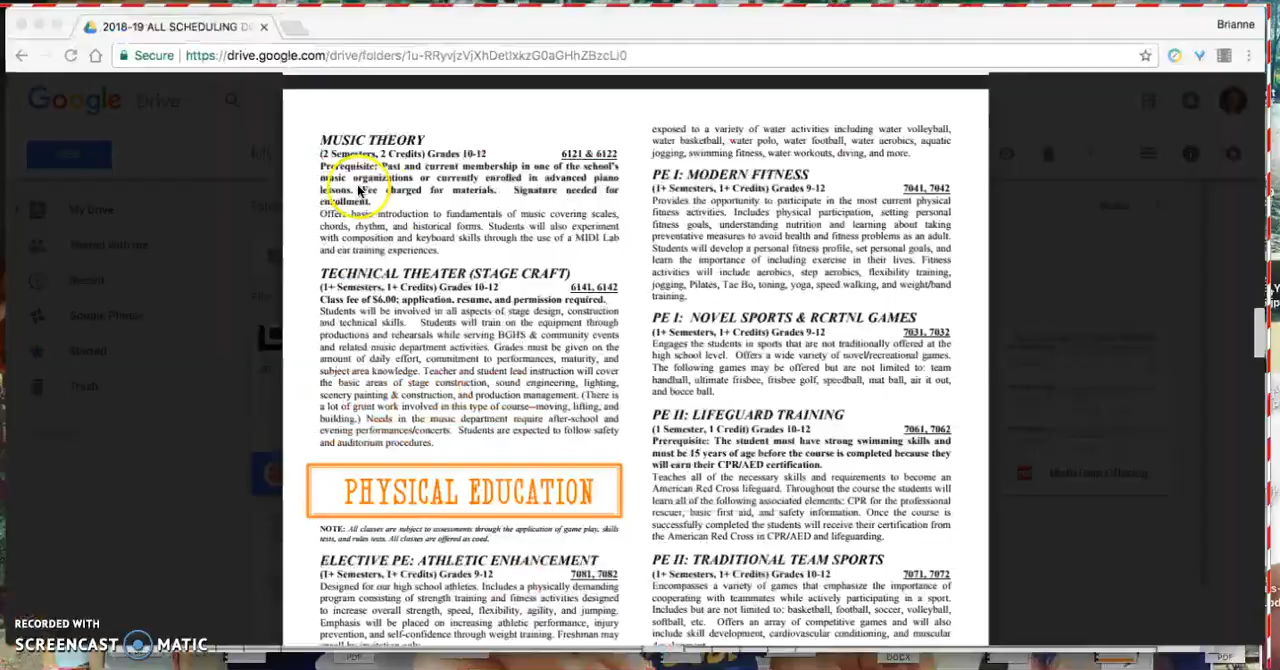 2018-19 ALL SCHEDULING D
Brianne
Secure
https://drive.google.com/drive/folders/1u-RRyvjzVjXhDetIxkzG0aGHhZBzcLJ0
Google Drive
My Drive
Shared with me
Recent
Google Photos
Starred
Trash
MUSIC THEORY
(2 Semesters, 2 Credits) Grades 10-12 6121 & 6122
Prerequisite: Past and current membership in one of the school's
music organizations or currently enrolled in advanced piano
lessons. Fee charged for materials. Signature needed for
enrollment.
Offers basic introduction to fundamentals of music covering scales,
chords, rhythm, and historical forms. Students will also experiment
with composition and keyboard skills through the use of a MIDI Lab
and ear training experiences.
TECHNICAL THEATER (STAGE CRAFT)
(1+ Semesters, 1+ Credits) Grades 10-12 6141, 6142
Class fee of $6.00; application, resume, and permission required.
Students will be involved in all aspects of stage design, construction
and technical skills. Students will train on the equipment through
productions and rehearsals while serving BGHS & community events
and related music department activities. Grades must be given on the
amount of daily effort, commitment to performances, maturity, and
subject area knowledge. Teacher and student lead instruction will cover
the basic areas of stage construction, sound engineering, lighting,
scenery painting & construction, and production management. (There is
a lot of grunt work involved in this type of course--moving, lifting, and
building.) Needs in the music department require after-school and
evening performances/concerts. Students are expected to follow safety
and auditorium procedures.
PHYSICAL EDUCATION
NOTE: All classes are subject to assessments through the application of game play, skills
tests, and rules tests. All classes are offered as coed.
ELECTIVE PE: ATHLETIC ENHANCEMENT
(1+ Semesters, 1+ Credits) Grades 9-12 7081, 7082
Designed for our high school athletes. Includes a physically demanding
program consisting of strength training and fitness activities designed
to increase overall strength, speed, flexibility, agility, and jumping.
Emphasis will be placed on increasing athletic performance, injury
prevention, and self-confidence through weight training. Freshman may
exposed to a variety of water activities including water volleyball,
water basketball, water polo, water football, water aerobics, aquatic
jogging, swimming fitness, water workouts, diving, and more.
PE I: MODERN FITNESS
(1+ Semesters, 1+ Credits) Grades 9-12 7041, 7042
Provides the opportunity to participate in the most current physical
fitness activities. Includes physical participation, setting personal
fitness goals, understanding nutrition and learning about taking
preventative measures to avoid health and fitness problems as an adult.
Students will develop a personal fitness profile, set personal goals, and
learn the importance of including exercise in their lives. Fitness
activities will include aerobics, step aerobics, flexibility training,
jogging, Pilates, Tae Bo, toning, yoga, speed walking, and weight/band
training.
PE I: NOVEL SPORTS & RCRTNL GAMES
(1+ Semesters, 1+ Credits) Grades 9-12 7031, 7032
Engages the students in sports that are not traditionally offered at the
high school level. Offers a wide variety of novel/recreational games.
The following games may be offered but are not limited to: team
handball, ultimate frisbee, frisbee golf, speedball, mat ball, air it out,
and bocce ball.
PE II: LIFEGUARD TRAINING
(1 Semester, 1 Credit) Grades 10-12 7061, 7062
Prerequisite: The student must have strong swimming skills and
must be 15 years of age before the course is completed because they
will earn their CPR/AED certification.
Teaches all of the necessary skills and requirements to become an
American Red Cross lifeguard. Throughout the course the students will
learn all of the following associated elements: CPR for the professional
rescuer, basic first aid, and safety information. Once the course is
successfully completed the students will receive their certification from
the American Red Cross in CPR/AED and lifeguarding.
PE II: TRADITIONAL TEAM SPORTS
(1+ Semesters, 1+ Credits) Grades 10-12 7071, 7072
Encompasses a variety of games that emphasize the importance of
cooperating with teammates while actively participating in a sport.
Includes but are not limited to: basketball, football, soccer, volleyball,
softball, etc. Offers an array of competitive games and will also
include skill development, cardiovascular conditioning, and muscular
RECORDED WITH
SCREENCAST MATIC
PDF
DOCX
PDF